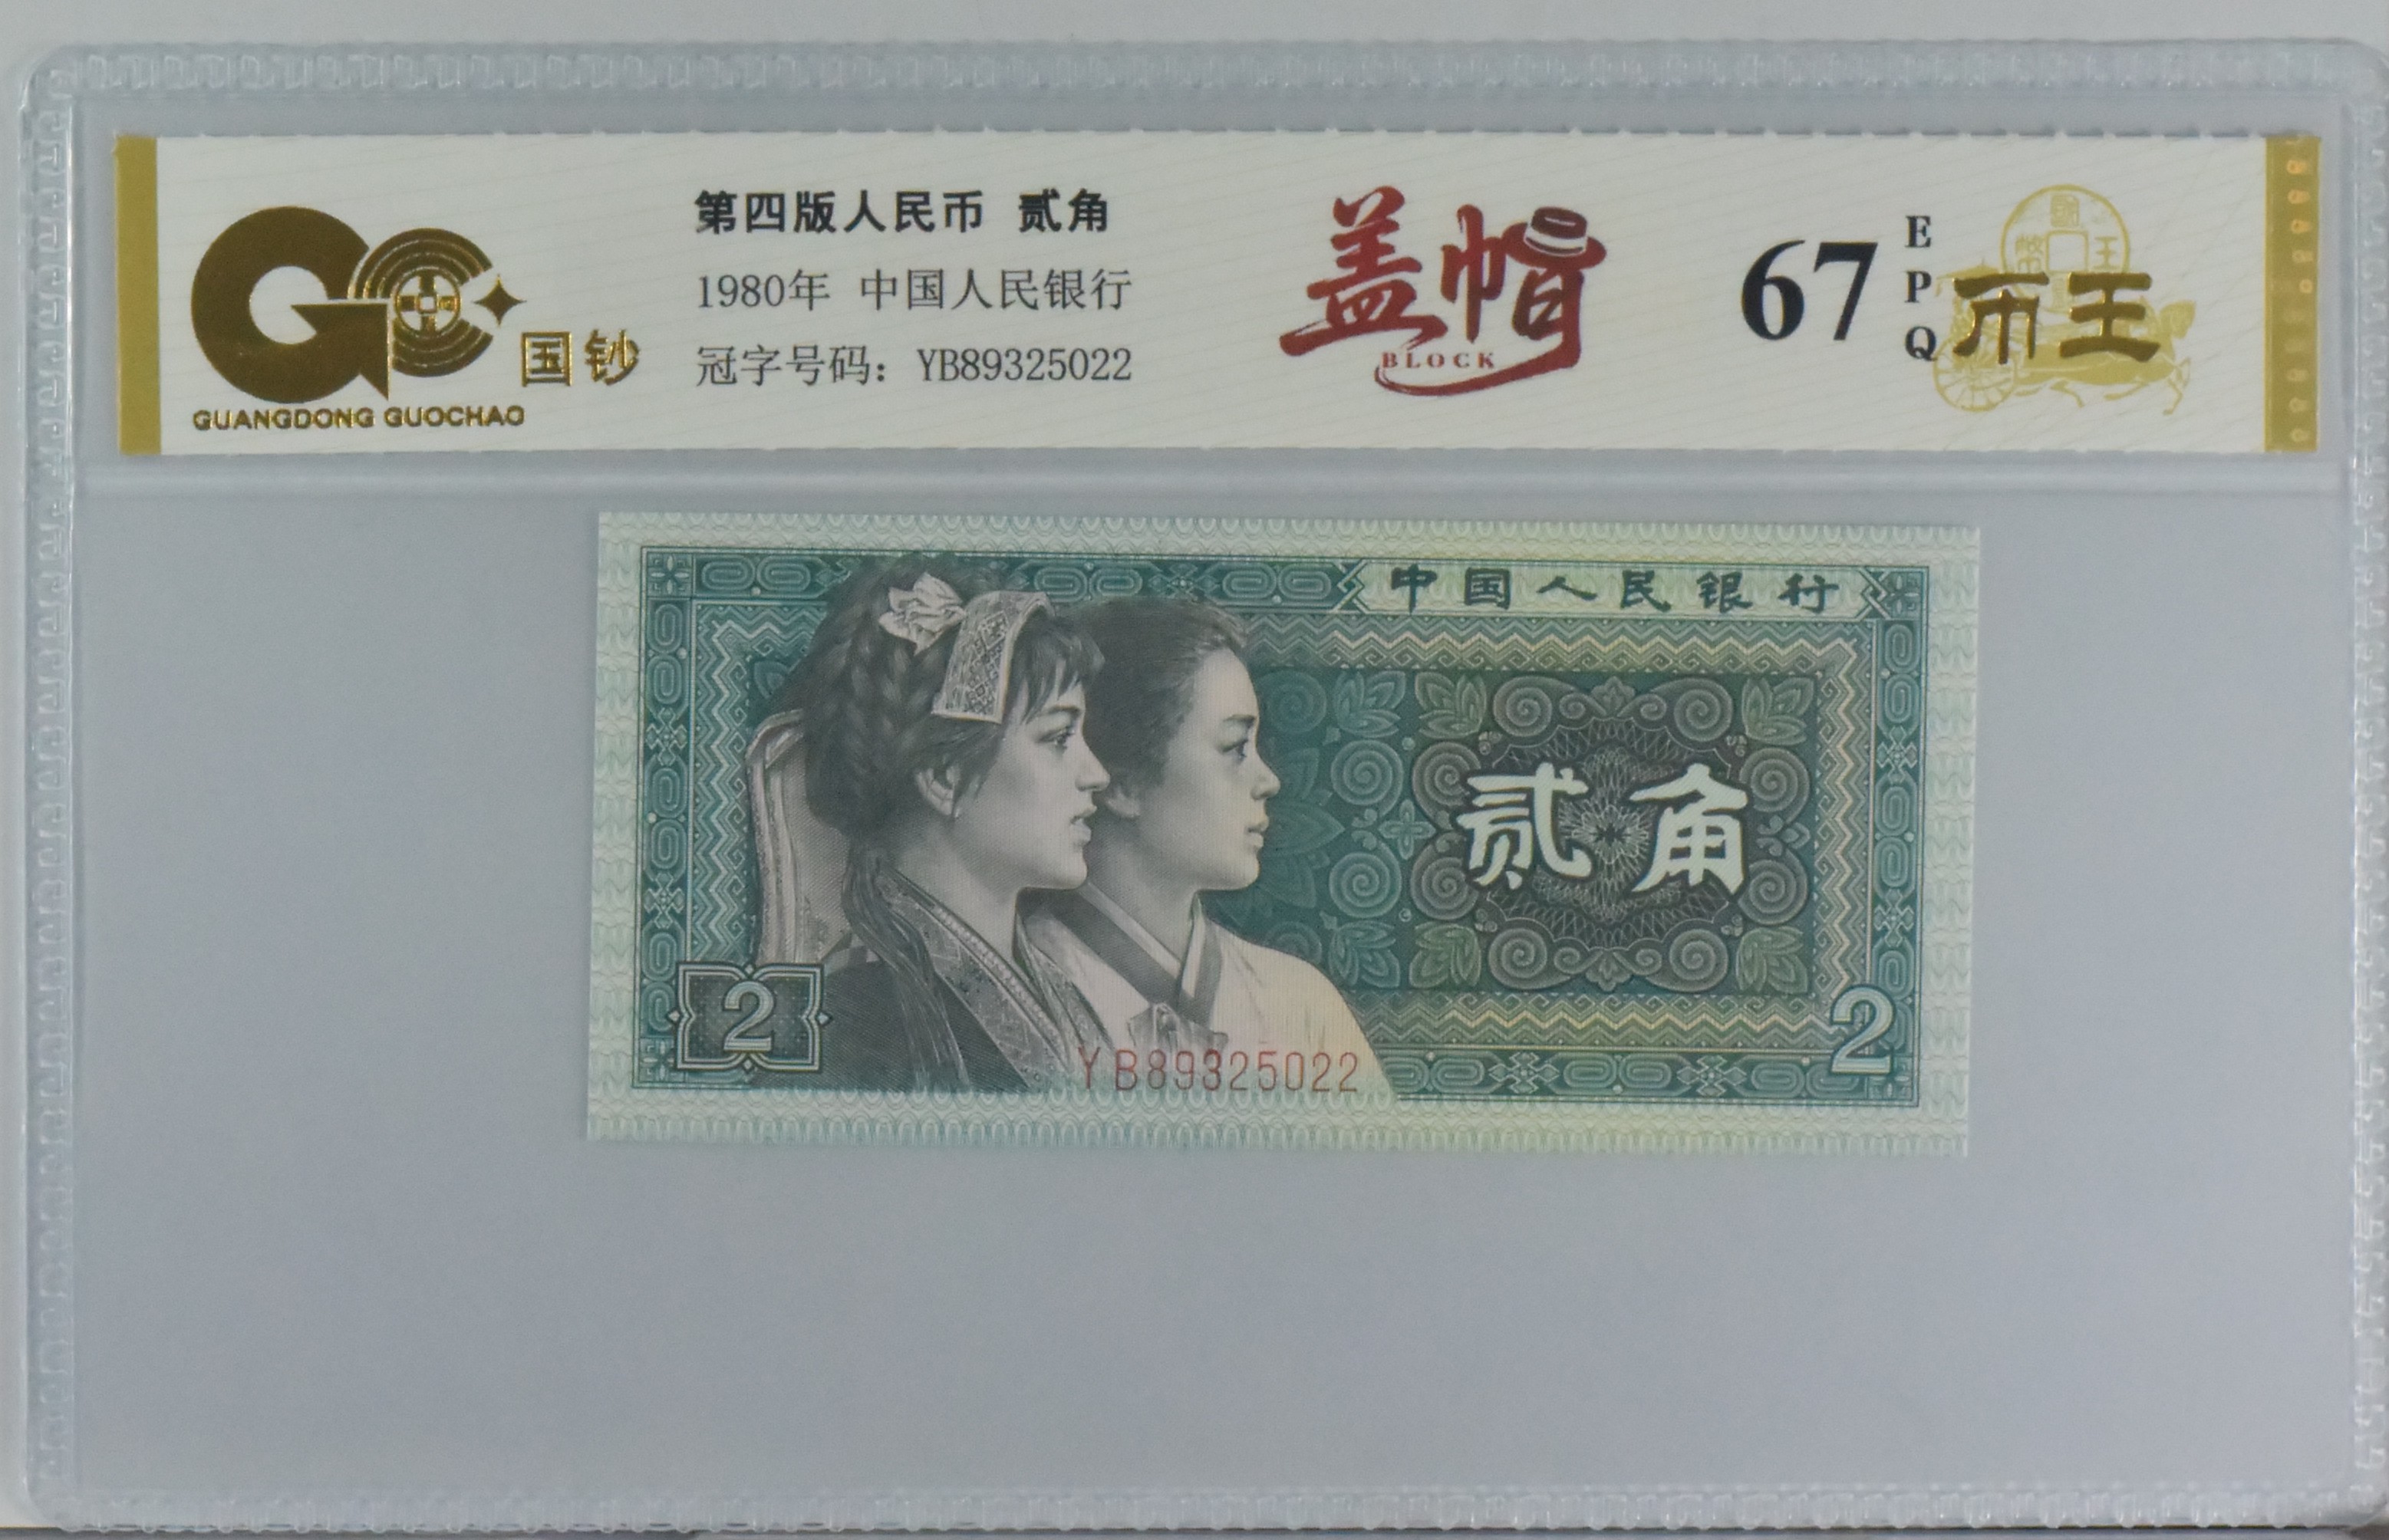 第四版人民币 贰角
1980年 中国人民银行
冠字号码：YB89325022
国钞
GUANGDONG GUOCHAO
盖帽
BLOCK
67
E
P
Q
币王
中国人民银行
贰角
2
2
YB89325022